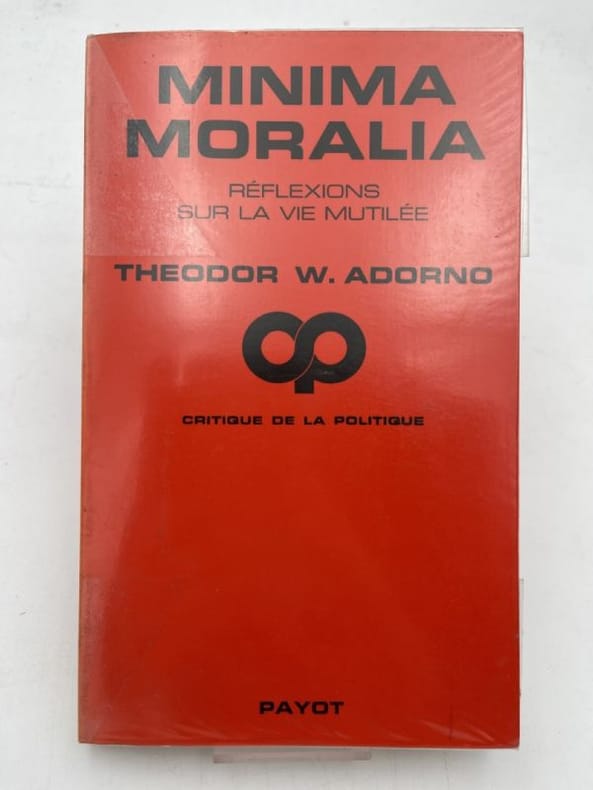 MINIMA
MORALIA
RÉFLEXIONS
SUR LA VIE MUTILÉE
THEODOR W. ADORNO
cp
CRITIQUE DE LA POLITIQUE
PAYOT